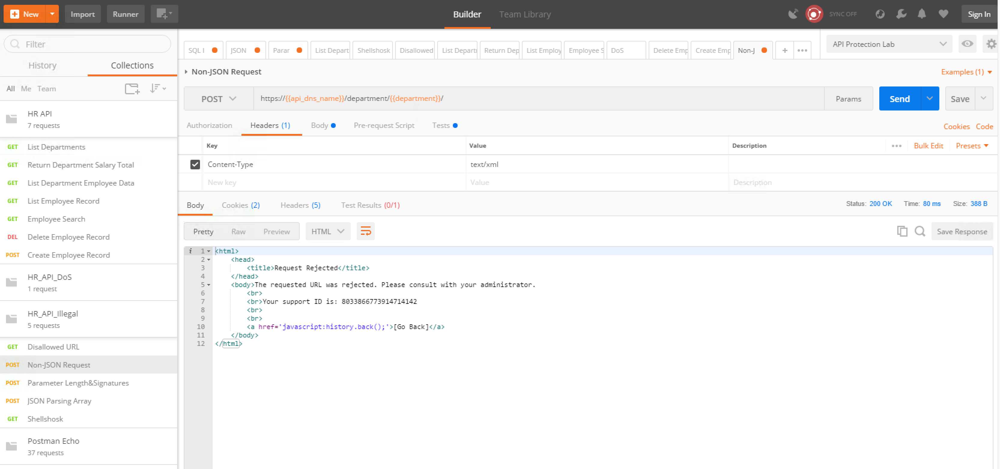 New
Import
Runner
Builder
Team Library
SYNC OFF
Sign In
Filter
History
Collections
All Me Team
HR API
7 requests
GET List Departments
GET Return Department Salary Total
GET List Department Employee Data
GET List Employee Record
GET Employee Search
DEL Delete Employee Record
POST Create Employee Record
HR_API_DoS
1 request
HR_API_Illegal
5 requests
GET Disallowed URL
POST Non-JSON Request
POST Parameter Length&Signatures
POST JSON Parsing Array
GET Shellshosk
Postman Echo
37 requests
SQL I
JSON
Parar
List Depart
Shellshosk
Disallowed
List Departı
Return Dep
List Employ
Employee S
DoS
Delete Emp
Create Emp
Non-J
+
API Protection Lab
Non-JSON Request
Examples (1)
POST
https://{{api_dns_name}}/department/{{department}}/
Params
Send
Save
Authorization
Headers (1)
Body
Pre-request Script
Tests
Cookies Code
Key Value Description
Bulk Edit Presets
Content-Type text/xml
New key Value Description
Body
Cookies (2)
Headers (5)
Test Results (0/1)
Status: 200 OK Time: 80 ms Size: 388 B
Pretty Raw Preview
HTML
Save Response
i 1 <html>
2 <head>
3 <title>Request Rejected</title>
4 </head>
5 <body>The requested URL was rejected. Please consult with your administrator.
6 <br>
7 <br>Your support ID is: 8033866773914714142
8 <br>
9 <br>
10 <a href='javascript:history.back();'>[Go Back]</a>
11 </body>
12 </html>